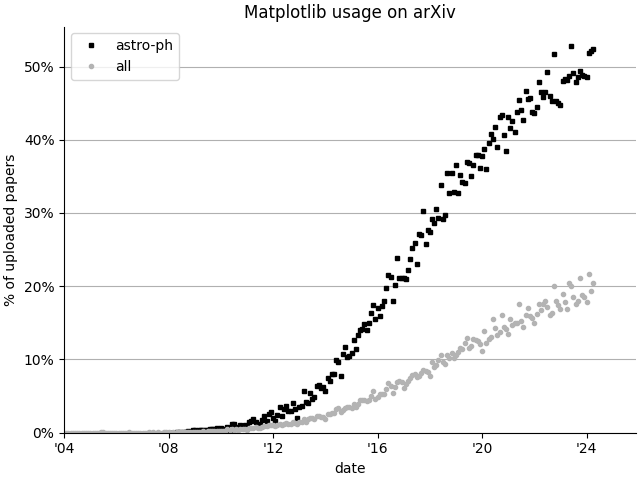 Matplotlib usage on arXiv
astro-ph
all
% of uploaded papers
50%
40%
30%
20%
10%
0%
'04
'08
'12
'16
'20
'24
date